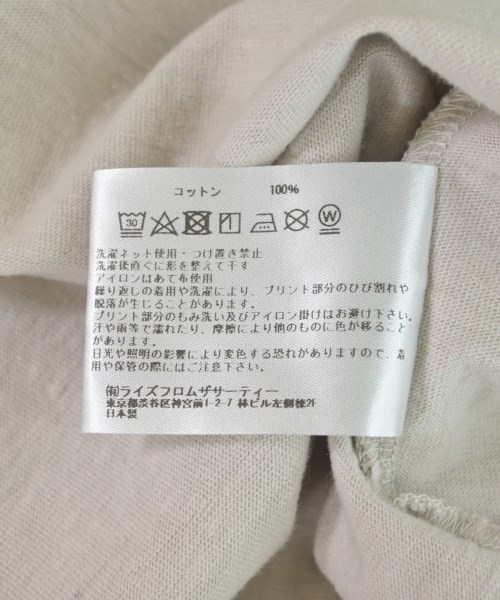 コットン 100%
30 W
洗濯ネット使用・つけ置き禁止
洗濯後直ぐに形を整えて干す
アイロンはあて布使用
繰り返しの着用や洗濯により、プリント部分のひび割れや
脱落が生じることがあります。
プリント部分のもみ洗い及びアイロン掛けはお避け下さい。
汗や雨等で濡れたり、摩擦により他のものに色が移ること
があります。
日光や照明の影響により変色する恐れがありますので、着
用や保管の際にはご注意下さい。
㈲ライズフロムザサーティー
東京都渋谷区神宮前1-2-7 林ビル左側棟2F
日本製